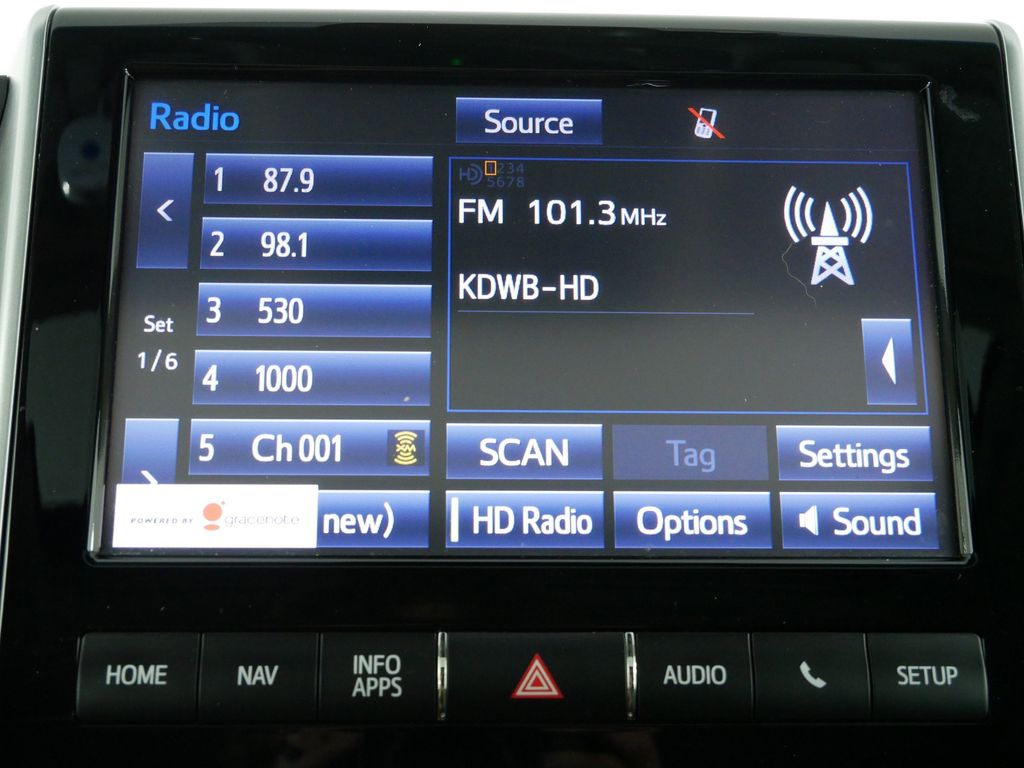 Radio
Source
1 87.9
2 98.1
3 530
4 1000
5 Ch 001 XM
Set
1/6
HD 1234
5678
FM 101.3 MHz
KDWB-HD
SCAN Tag Settings
POWERED BY gracenote new) HD Radio Options Sound
HOME NAV INFO APPS AUDIO SETUP